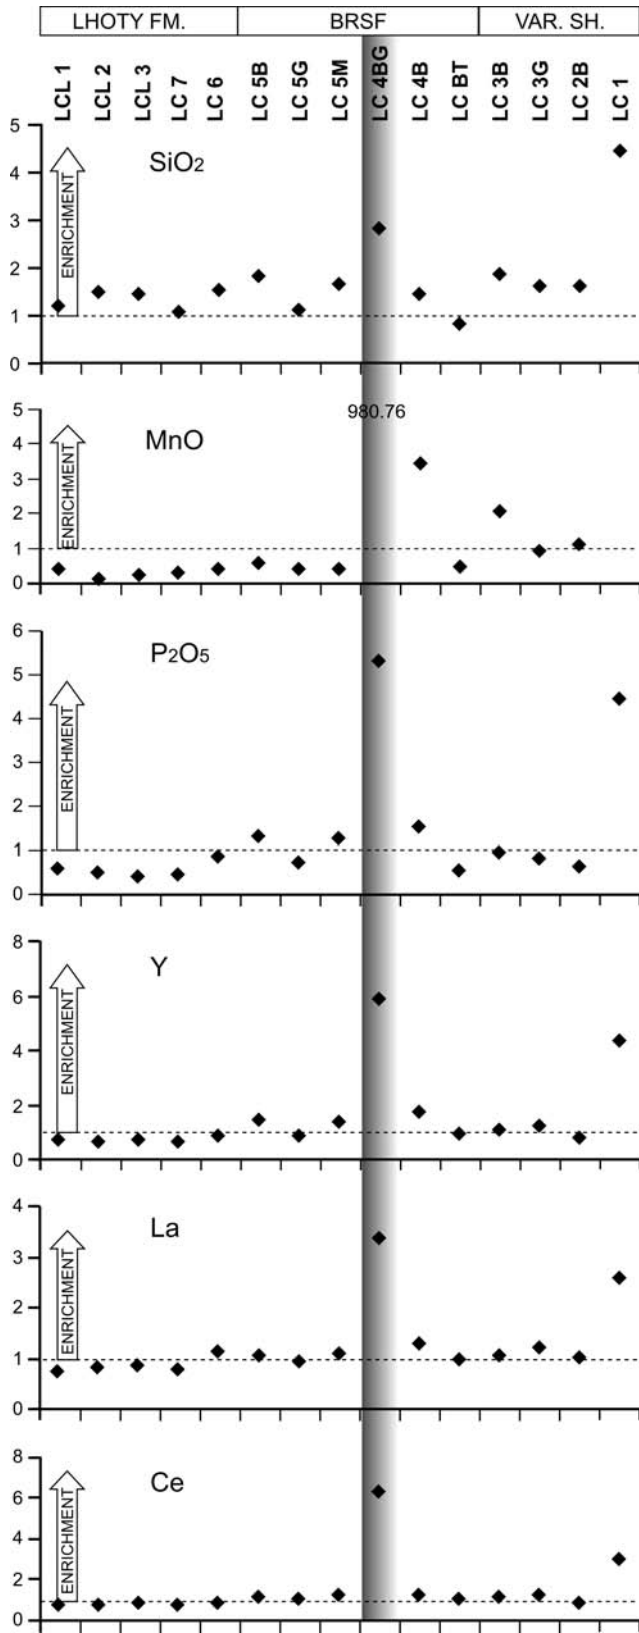 LHOTY FM. BRSF VAR. SH.
LCL 1 LCL 2 LCL 3 LC 7 LC 6 LC 5B LC 5G LC 5M LC 4BG LC 4B LC BT LC 3B LC 3G LC 2B LC 1
5
4
3
2
1
0
ENRICHMENT
SiO2
5
4
3
2
1
0
ENRICHMENT
MnO
980.76
6
5
4
3
2
1
0
ENRICHMENT
P2O5
8
6
4
2
0
ENRICHMENT
Y
4
3
2
1
0
ENRICHMENT
La
8
6
4
2
0
ENRICHMENT
Ce